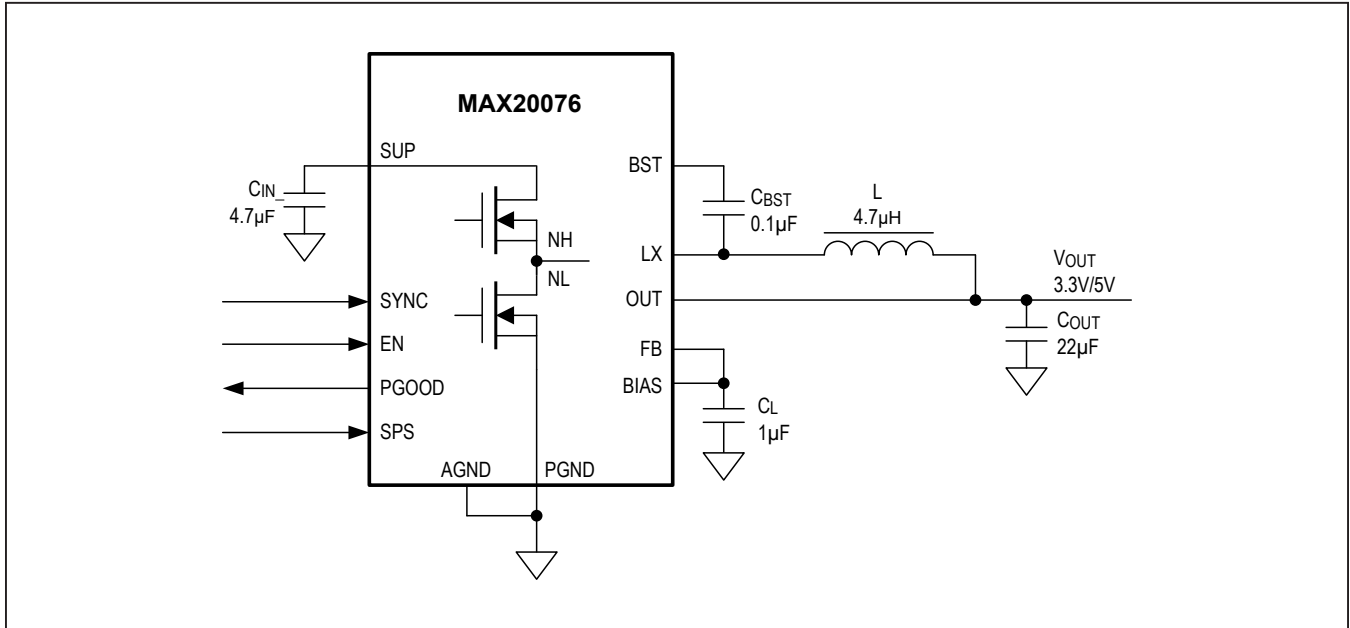 MAX20076
SUP
BST
CIN_
4.7µF
CBST
0.1µF
L
4.7µH
NH
NL
LX
VOUT
3.3V/5V
SYNC
OUT
COUT
22µF
EN
FB
PGOOD
BIAS
CL
1µF
SPS
AGND
PGND